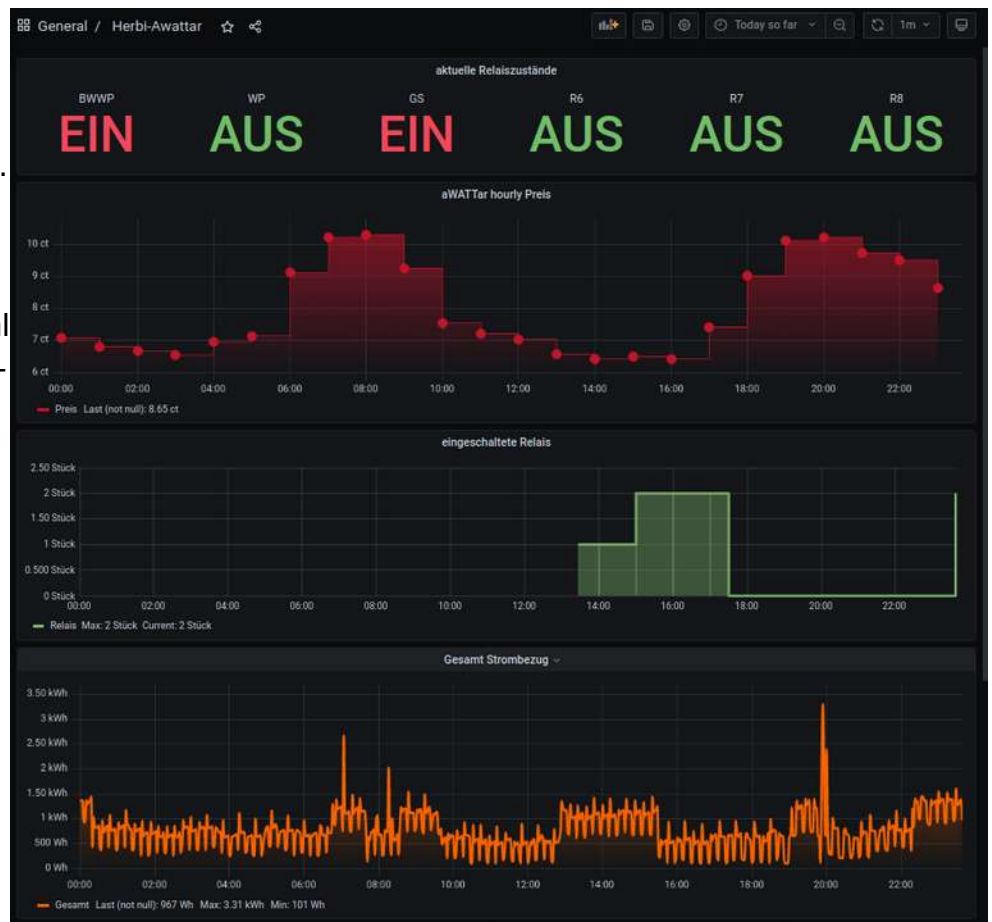 General / Herbi-Awattar
Today so far
1m
aktuelle Relaiszustände
BWWP WP GS R6 R7 R8
EIN AUS EIN AUS AUS AUS
aWATTar hourly Preis
10 ct
9 ct
8 ct
7 ct
6 ct
00:00 02:00 04:00 06:00 08:00 10:00 12:00 14:00 16:00 18:00 20:00 22:00
Preis Last (not null): 8.65 ct
eingeschaltete Relais
2.50 Stück
2 Stück
1.50 Stück
1 Stück
0.500 Stück
0 Stück
00:00 02:00 04:00 06:00 08:00 10:00 12:00 14:00 16:00 18:00 20:00 22:00
Relais Max: 2 Stück Current: 2 Stück
Gesamt Strombezug
3.50 kWh
3 kWh
2.50 kWh
2 kWh
1.50 kWh
1 kWh
500 Wh
0 Wh
00:00 02:00 04:00 06:00 08:00 10:00 12:00 14:00 16:00 18:00 20:00 22:00
Gesamt Last (not null): 967 Wh Max: 3.31 kWh Min: 101 Wh